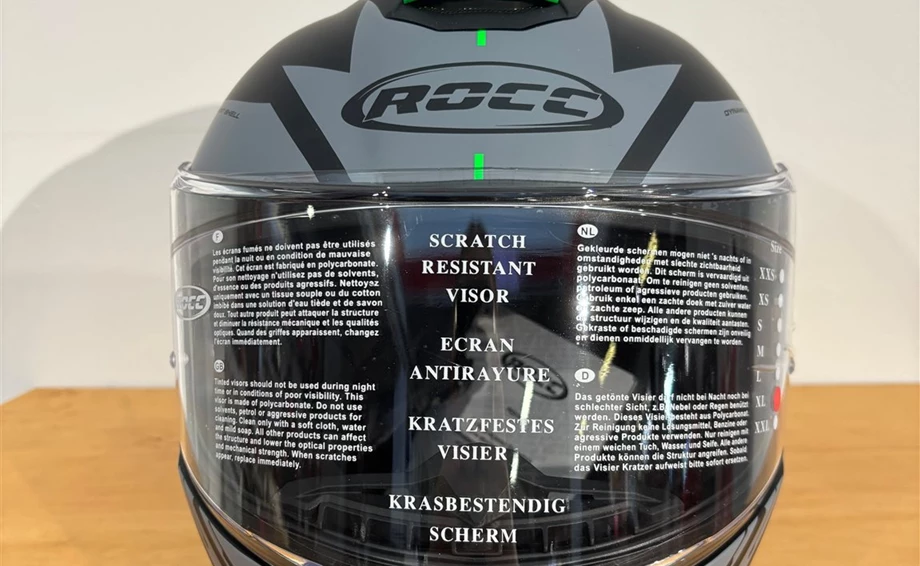 ROCC
F
Les écrans fumés ne doivent pas être utilisés
pendant la nuit ou en condition de mauvaise
visibilité. Cet écran est fabriqué en polycarbonate.
Pour son nettoyage n'utilisez pas de solvents,
d'essence ou des produits agressifs. Nettoyez
uniquement avec un tissue souple ou du cotton
imbibé dans une solution d'eau tiède et de savon
doux. Tout autre produit peut attaquer la structure
et diminuer la résistance mécanique et les qualités
optiques. Quand des griffes apparaissent, changez
l'écran immédiatement.
ROCC
GB
Tinted visors should not be used during night
time or in conditions of poor visibility. This
visor is made of polycarbonate. Do not use
solvents, petrol or aggressive products for
cleaning. Clean only with a soft cloth, water
and mild soap. All other products can affect
the structure and lower the optical properties
and mechanical strength. When scratches
appear, replace immediately.
SCRATCH
RESISTANT
VISOR
ECRAN
ANTIRAYURE
KRATZFESTES
VISIER
KRASBESTENDIG
SCHERM
NL
Gekleurde schermen mogen niet 's nachts of in
omstandigheden met slechte zichtbaarheid
gebruikt worden. Dit scherm is vervaardigd uit
polycarbonaat. Om te reinigen geen solventen,
petroleum of agressieve producten gebruiken.
Gebruik enkel een zachte doek met zuiver water
en zachte zeep. Alle andere producten kunnen
de structuur wijzigen en de kwaliteit aantasten.
Gekraste of beschadigde schermen zijn onveilig
en dienen onmiddellijk vervangen te worden.
D
Das getönte Visier darf nicht bei Nacht noch bei
schlechter Sicht, z.B. Nebel oder Regen benützt
werden. Dieses Visier besteht aus Polycarbonat.
Zur Reinigung keine Lösungsmittel, Benzine oder
agressive Produkte verwenden. Nur reinigen mit
einem weichen Tuch, Wasser und Seife. Alle andere
Produkte können die Struktur angreifen. Sobald
das Visier Kratzer aufweist bitte sofort ersetzen.
Size
XXS
XS
S
M
L
XL
XXL